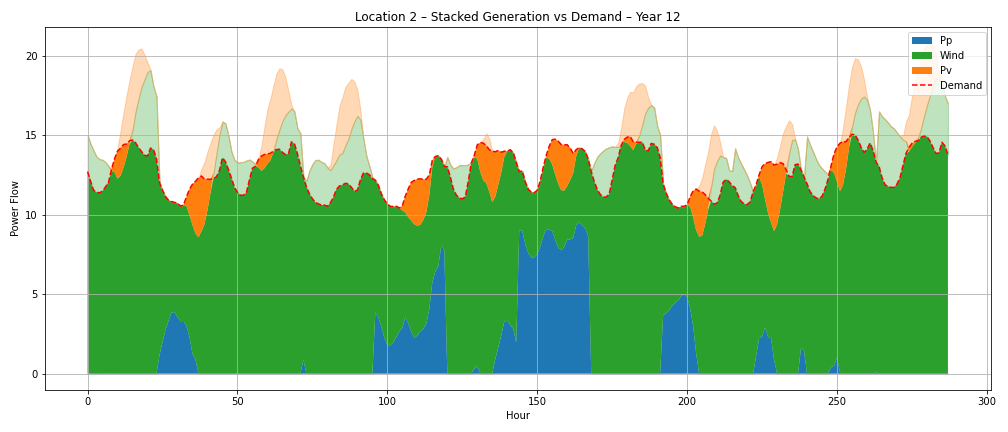 Location 2 – Stacked Generation vs Demand – Year 12
Power Flow
20
15
10
5
0
0 50 100 150 200 250 300
Hour
Pp
Wind
Pv
Demand